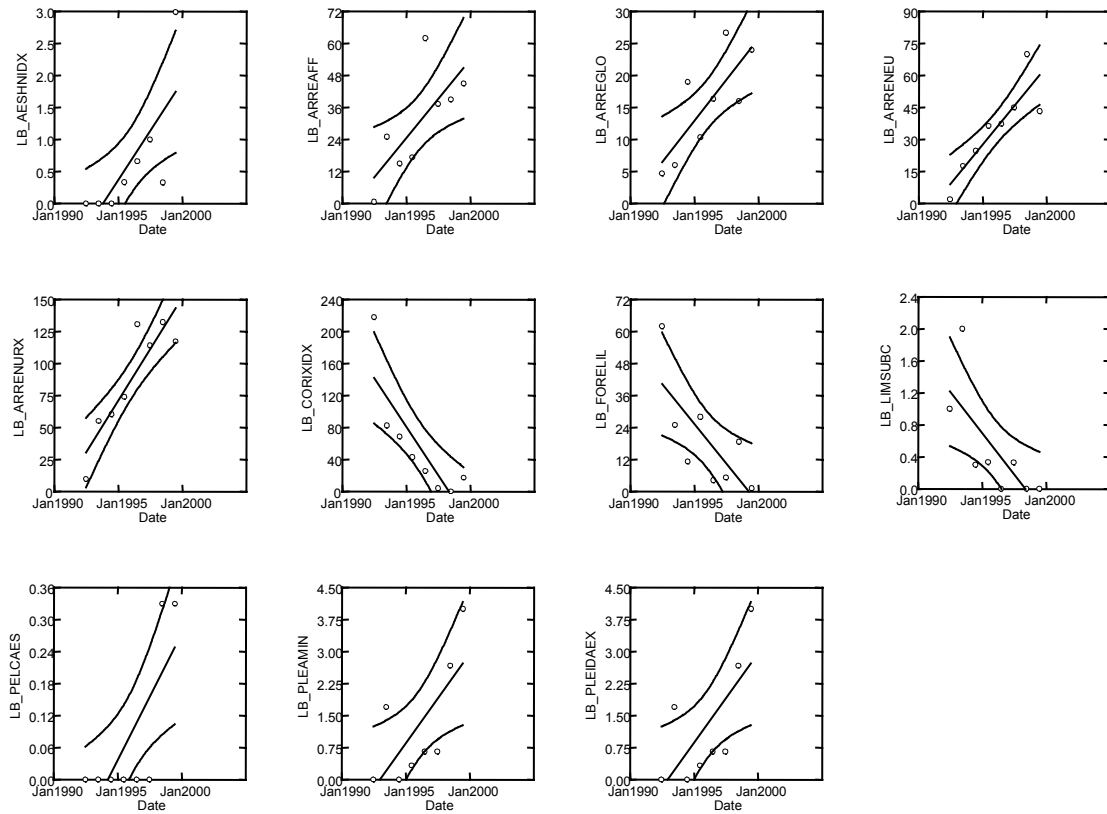 3.0
2.5
2.0
1.5
1.0
0.5
0.0
LB_AESHNIDX
Jan1990 Jan1995 Jan2000
Date
72
60
48
36
24
12
0
LB_ARREAFF
Jan1990 Jan1995 Jan2000
Date
30
25
20
15
10
5
0
LB_ARREGLO
Jan1990 Jan1995 Jan2000
Date
90
75
60
45
30
15
0
LB_ARRENEU
Jan1990 Jan1995 Jan2000
Date
150
125
100
75
50
25
0
LB_ARRENURX
Jan1990 Jan1995 Jan2000
Date
240
200
160
120
80
40
0
LB_CORIXIDX
Jan1990 Jan1995 Jan2000
Date
72
60
48
36
24
12
0
LB_FORELIL
Jan1990 Jan1995 Jan2000
Date
2.4
2.0
1.6
1.2
0.8
0.4
0.0
LB_LIMSUBC
Jan1990 Jan1995 Jan2000
Date
0.36
0.30
0.24
0.18
0.12
0.06
0.00
LB_PELCAES
Jan1990 Jan1995 Jan2000
Date
4.50
3.75
3.00
2.25
1.50
0.75
0.00
LB_PLEAMIN
Jan1990 Jan1995 Jan2000
Date
4.50
3.75
3.00
2.25
1.50
0.75
0.00
LB_PLEIDAEX
Jan1990 Jan1995 Jan2000
Date